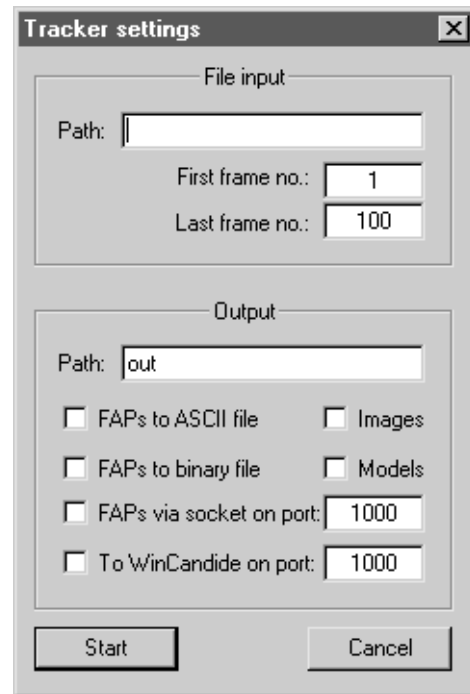 Tracker settings
File input
Path:
First frame no.: 1
Last frame no.: 100
Output
Path: out
FAPs to ASCII file Images
FAPs to binary file Models
FAPs via socket on port: 1000
To WinCandide on port: 1000
Start Cancel